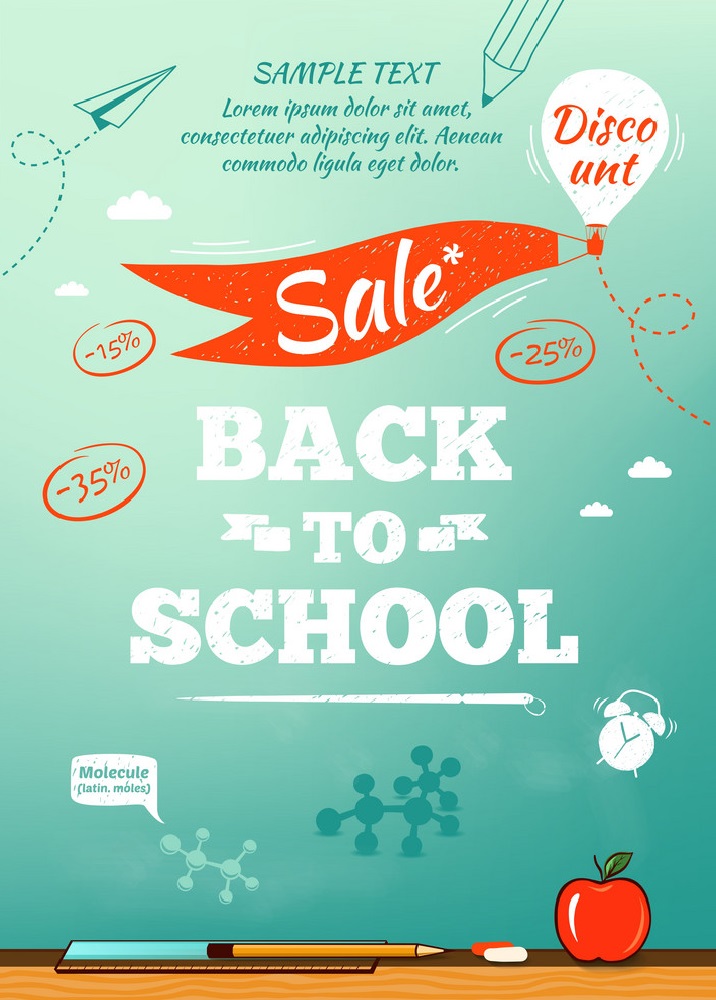 SAMPLE TEXT
Lorem ipsum dolor sit amet,
consectetuer adipiscing elit. Aenean
commodo ligula eget dolor.
Disco
unt
Sale*
-15%
-25%
-35%
BACK
TO
SCHOOL
Molecule
(latin. moles)